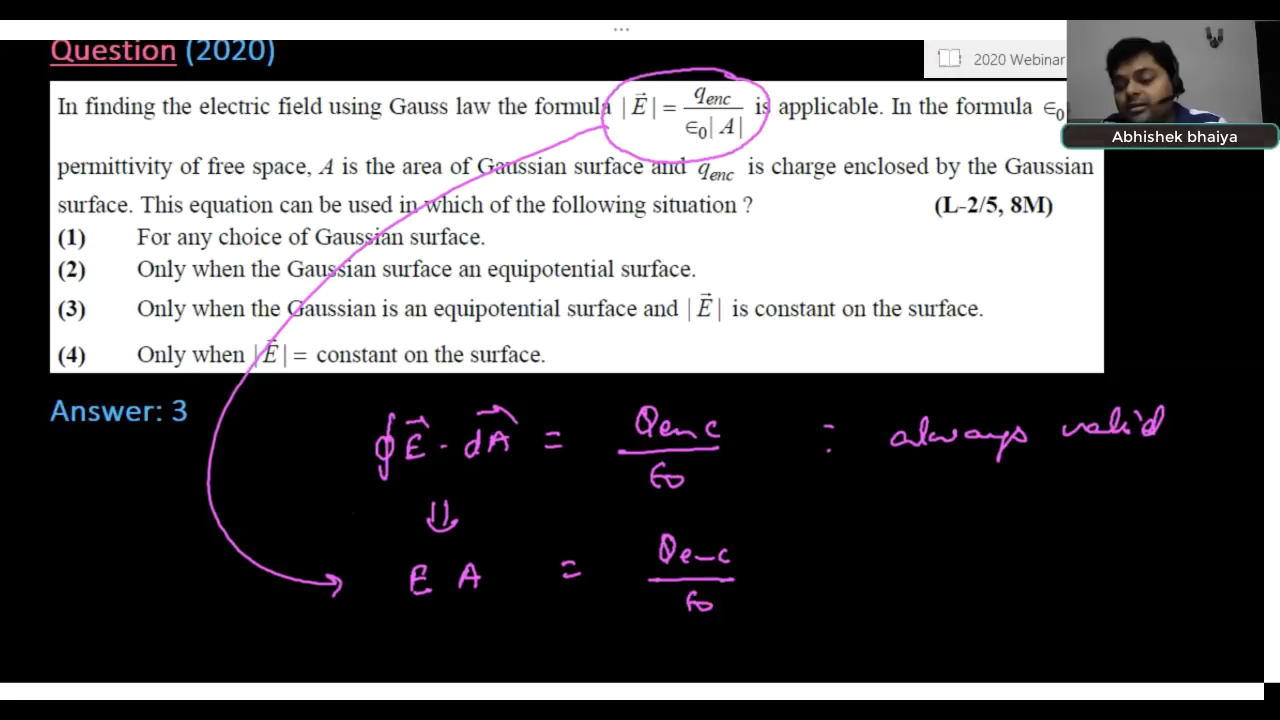 ...
Question (2020)
2020 Webinar
Abhishek bhaiya
In finding the electric field using Gauss law the formula |E⃗| = q_enc / ∈₀|A| is applicable. In the formula ∈₀
permittivity of free space, A is the area of Gaussian surface and q_enc is charge enclosed by the Gaussian
surface. This equation can be used in which of the following situation ? (L-2/5, 8M)
(1) For any choice of Gaussian surface.
(2) Only when the Gaussian surface an equipotential surface.
(3) Only when the Gaussian is an equipotential surface and |E⃗| is constant on the surface.
(4) Only when |E⃗| = constant on the surface.
Answer: 3
∮E⃗ · dA⃗ = Qenc / ϵ₀ : always valid
⇓
E A = Qenc / ϵ₀